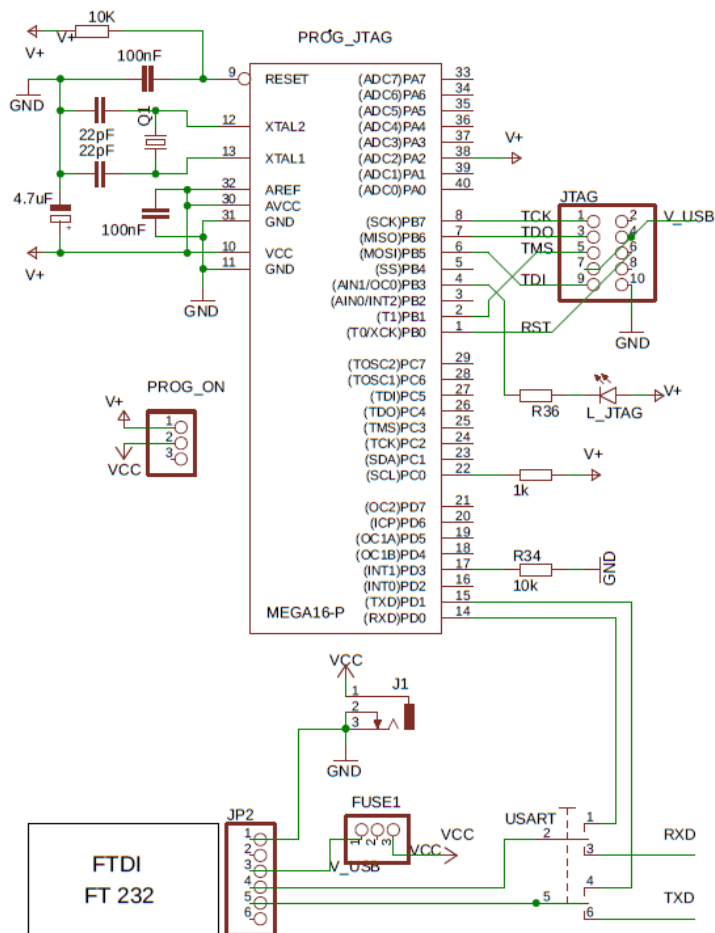 10K
V+
V+
PROG_JTAG
100nF
GND
9
RESET
Q1
22pF
22pF
12
XTAL2
13
XTAL1
4.7uF
+
100nF
32
AREF
30
AVCC
31
GND
10
VCC
11
GND
V+
GND
(ADC7)PA7
33
(ADC6)PA6
34
(ADC5)PA5
35
(ADC4)PA4
36
(ADC3)PA3
37
(ADC2)PA2
38
V+
(ADC1)PA1
39
(ADC0)PA0
40
(SCK)PB7
8
(MISO)PB6
7
(MOSI)PB5
6
(SS)PB4
5
(AIN1/OC0)PB3
4
(AIN0/INT2)PB2
3
(T1)PB1
2
(T0/XCK)PB0
1
JTAG
TCK
1
2
V_USB
TDO
3
4
TMS
5
6
7
8
TDI
9
10
RST
GND
(TOSC2)PC7
29
(TOSC1)PC6
28
(TDI)PC5
27
(TDO)PC4
26
(TMS)PC3
25
(TCK)PC2
24
(SDA)PC1
23
(SCL)PC0
22
R36
L_JTAG
V+
V+
1k
PROG_ON
V+
1
2
3
VCC
(OC2)PD7
21
(ICP)PD6
20
(OC1A)PD5
19
(OC1B)PD4
18
(INT1)PD3
17
(INT0)PD2
16
(TXD)PD1
15
(RXD)PD0
14
R34
10k
GND
MEGA16-P
VCC
J1
1
2
3
GND
JP2
1
2
3
4
5
6
FTDI
FT 232
FUSE1
1
2
3
V_USB
VCC
VCC
USART
1
2
3
RXD
4
5
6
TXD